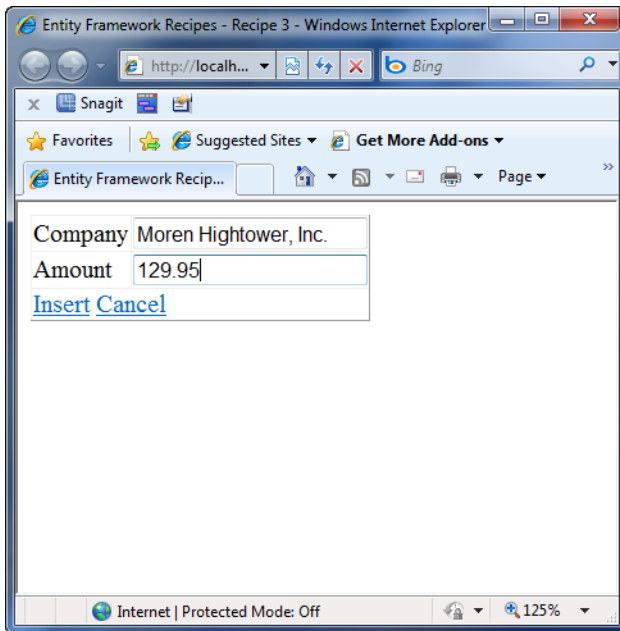 Entity Framework Recipes - Recipe 3 - Windows Internet Explorer
http://localh... Bing
x Snagit
Favorites Suggested Sites Get More Add-ons
Entity Framework Recip... Page »
Company Moren Hightower, Inc.
Amount 129.95
Insert Cancel
Internet | Protected Mode: Off 125%